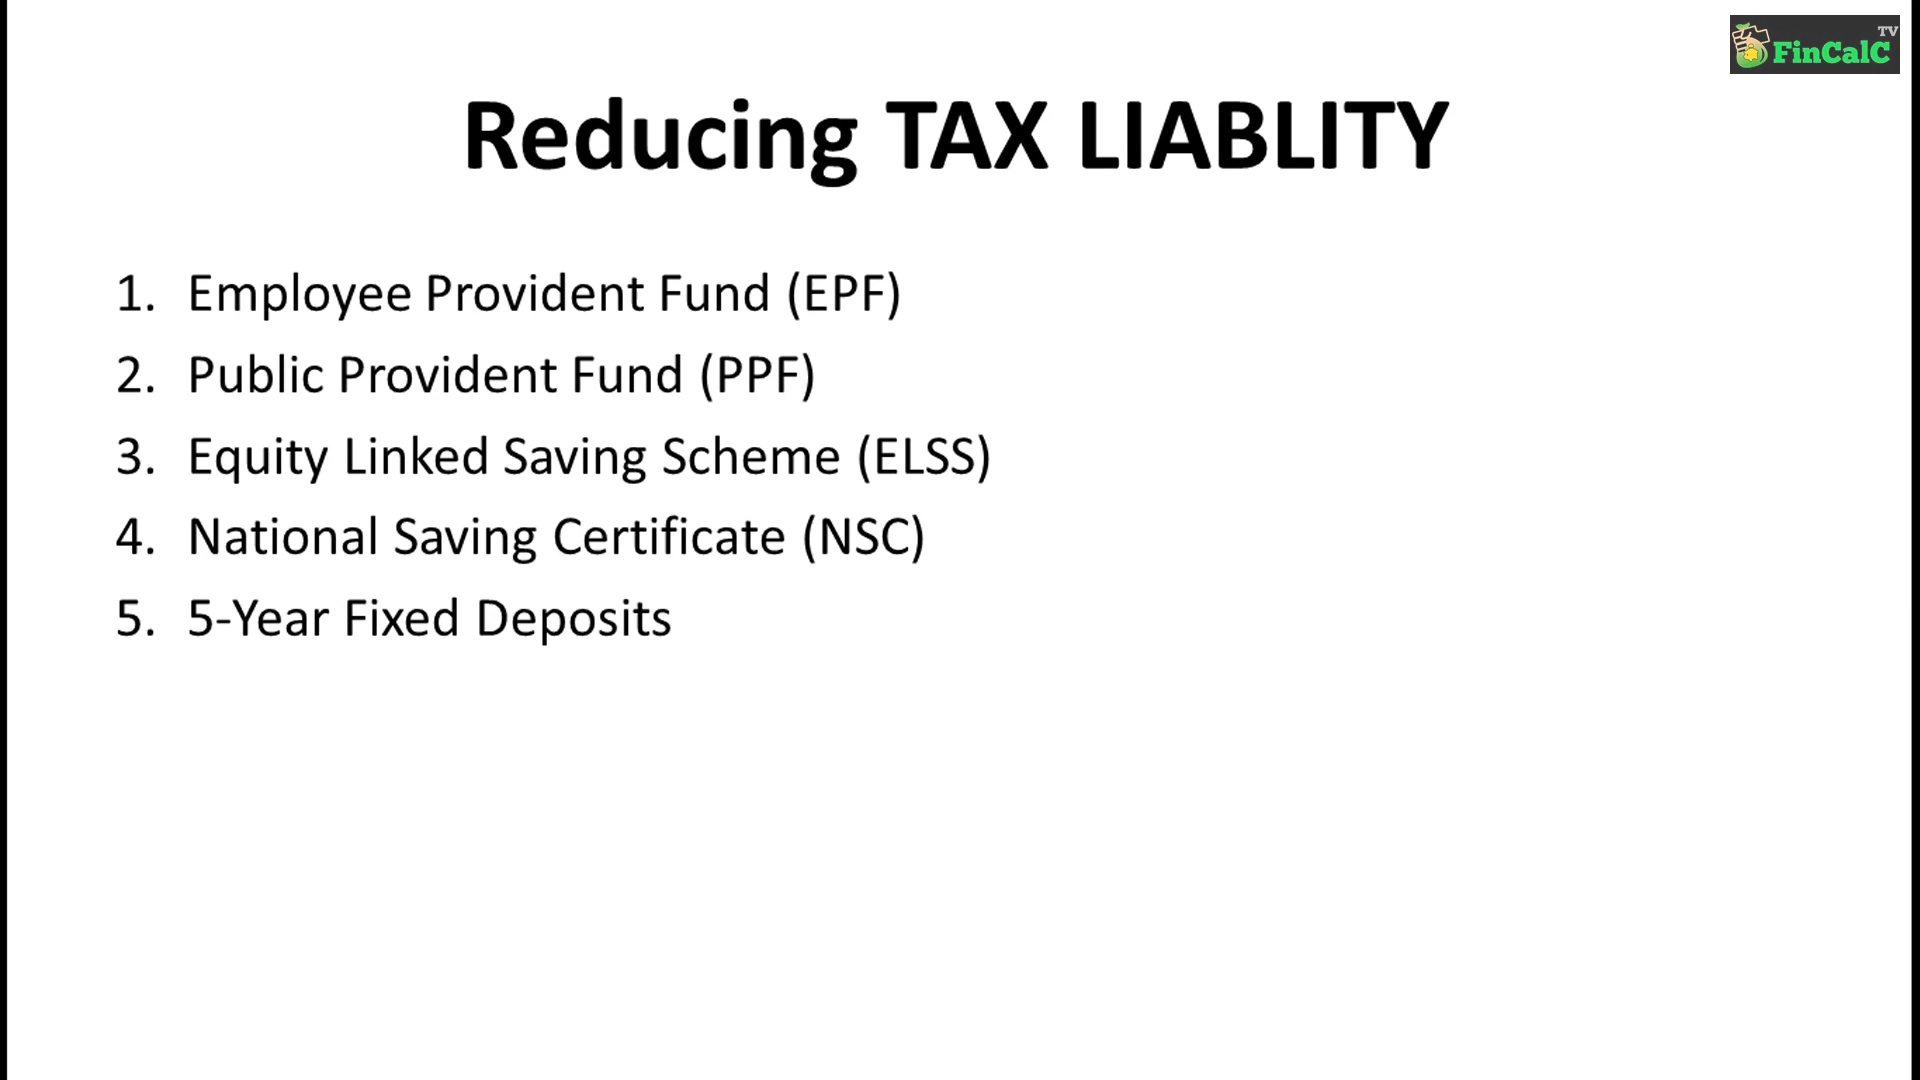 TV
FinCalC
Reducing TAX LIABLITY
1. Employee Provident Fund (EPF)
2. Public Provident Fund (PPF)
3. Equity Linked Saving Scheme (ELSS)
4. National Saving Certificate (NSC)
5. 5-Year Fixed Deposits